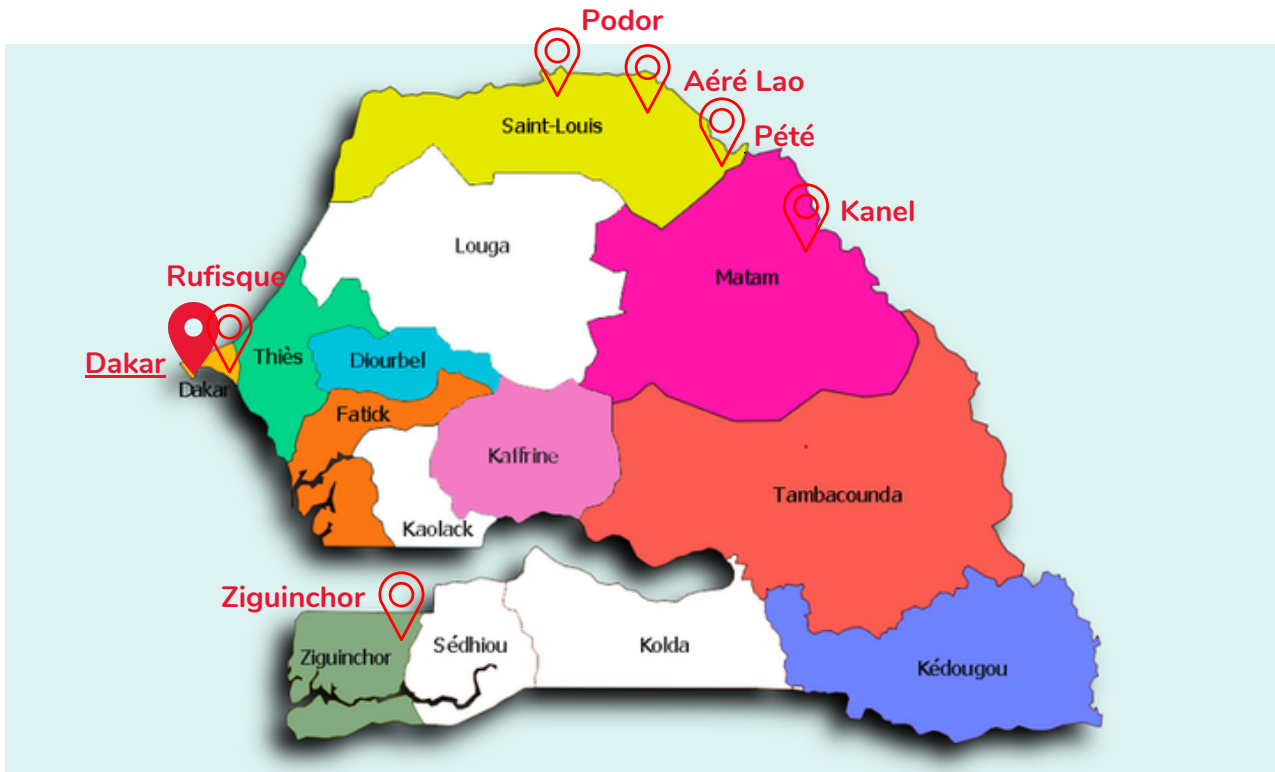 Podor
Aéré Lao
Saint-Louis
Pété
Kanel
Louga
Rufisque
Matam
Thiès
Diourbel
Dakar
Dakar
Fatick
Kaffrine
Tambacounda
Kaolack
Ziguinchor
Sédhiou
Kolda
Ziguinchor
Kédougou